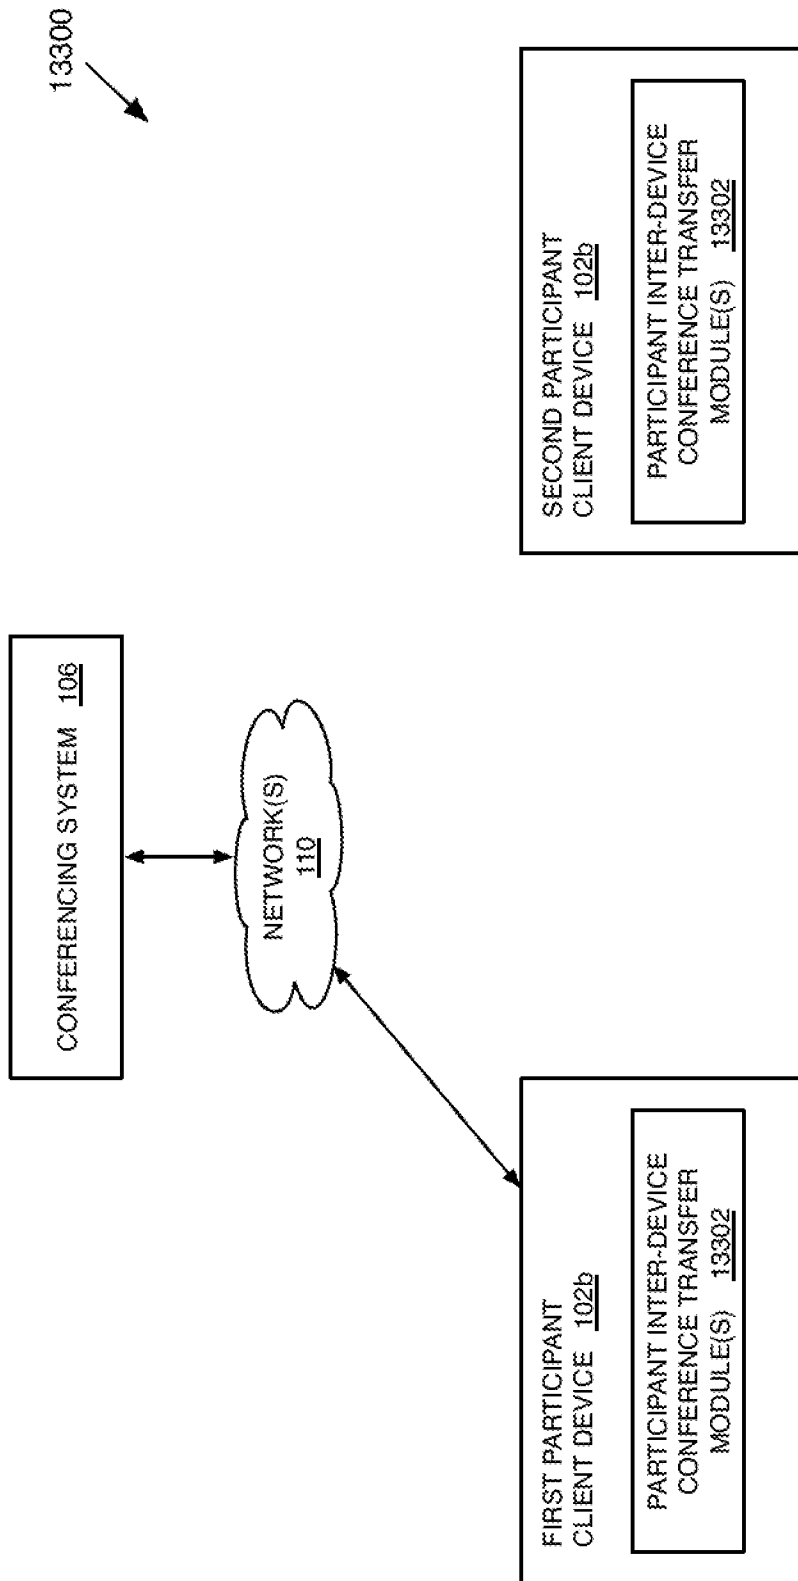 13300
CONFERENCING SYSTEM 106
NETWORK(S)
110
FIRST PARTICIPANT
CLIENT DEVICE 102b
PARTICIPANT INTER-DEVICE
CONFERENCE TRANSFER
MODULE(S) 13302
SECOND PARTICIPANT
CLIENT DEVICE 102b
PARTICIPANT INTER-DEVICE
CONFERENCE TRANSFER
MODULE(S) 13302